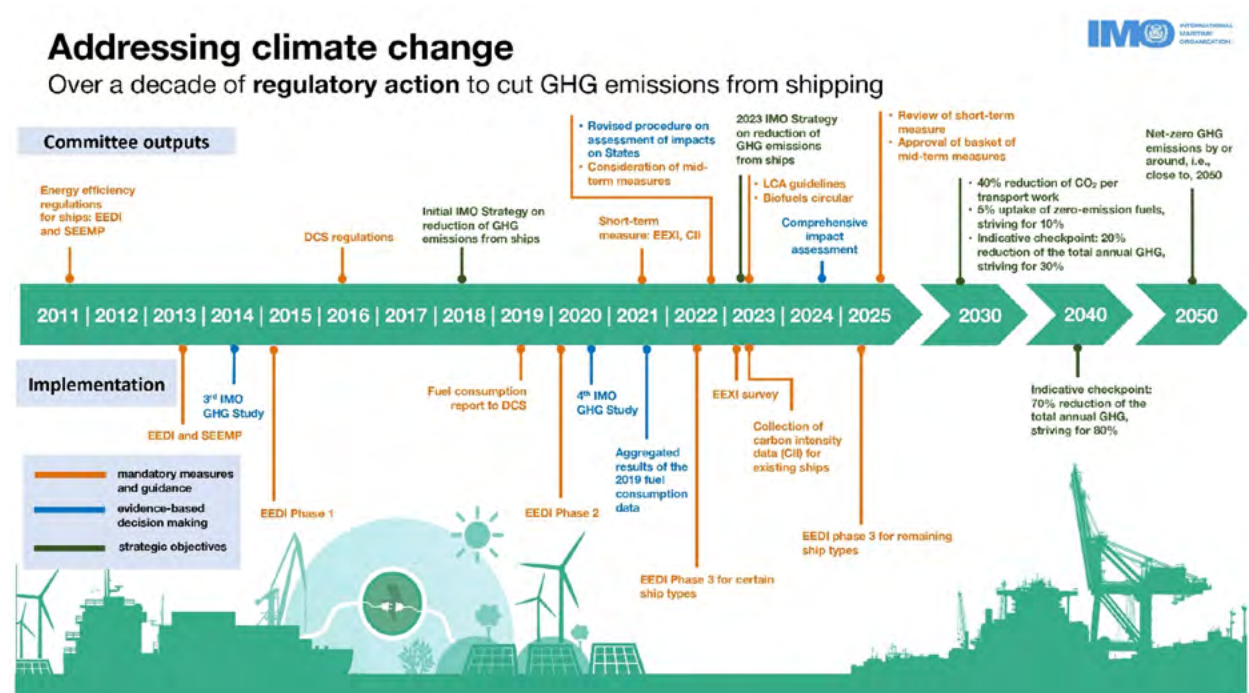 Addressing climate change
Over a decade of regulatory action to cut GHG emissions from shipping
IMO
INTERNATIONAL
MARITIME
ORGANIZATION
Committee outputs
Energy efficiency
regulations
for ships: EEDI
and SEEMP
DCS regulations
Initial IMO Strategy on
reduction of GHG
emissions from ships
• Revised procedure on
assessment of impacts
on States
• Consideration of mid-
term measures
Short-term
measure: EEXI, CII
2023 IMO Strategy
on reduction of
GHG emissions
from ships
• LCA guidelines
• Biofuels circular
Comprehensive
impact
assessment
• Review of short-term
measure
• Approval of basket of
mid-term measures
• 40% reduction of CO₂ per
transport work
• 5% uptake of zero-emission fuels,
striving for 10%
• Indicative checkpoint: 20%
reduction of the total annual GHG,
striving for 30%
Net-zero GHG
emissions by or
around, i.e.,
close to, 2050
2011 | 2012 | 2013 | 2014 | 2015 | 2016 | 2017 | 2018 | 2019 | 2020 | 2021 | 2022 | 2023 | 2024 | 2025
2030
2040
2050
Implementation
EEDI and SEEMP
3rd IMO
GHG Study
EEDI Phase 1
Fuel consumption
report to DCS
EEDI Phase 2
4th IMO
GHG Study
Aggregated
results of the
2019 fuel
consumption
data
EEDI Phase 3 for certain
ship types
EEXI survey
Collection of
carbon intensity
data (CII) for
existing ships
EEDI phase 3 for remaining
ship types
Indicative checkpoint:
70% reduction of the
total annual GHG,
striving for 80%
mandatory measures
and guidance
evidence-based
decision making
strategic objectives